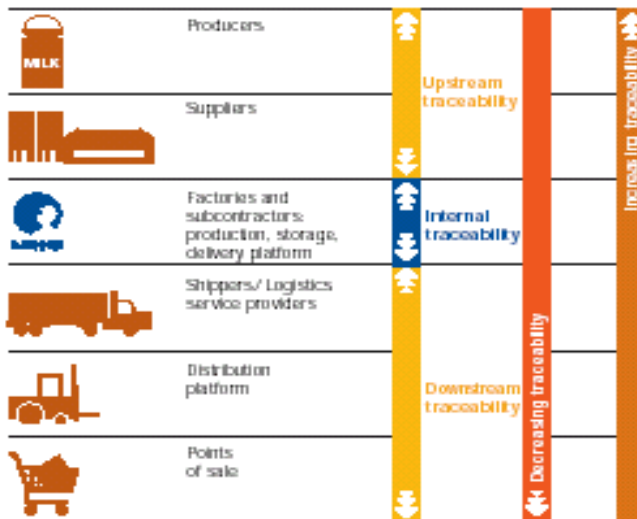 MILK
Producers
Upstream
traceability
Suppliers
Factories and
subcontractors:
production, storage,
delivery platform
Internal
traceability
Shippers/ Logistics
service providers
Distribution
platform
Downstream
traceability
Points
of sale
Decreasing traceability
Increasing traceability